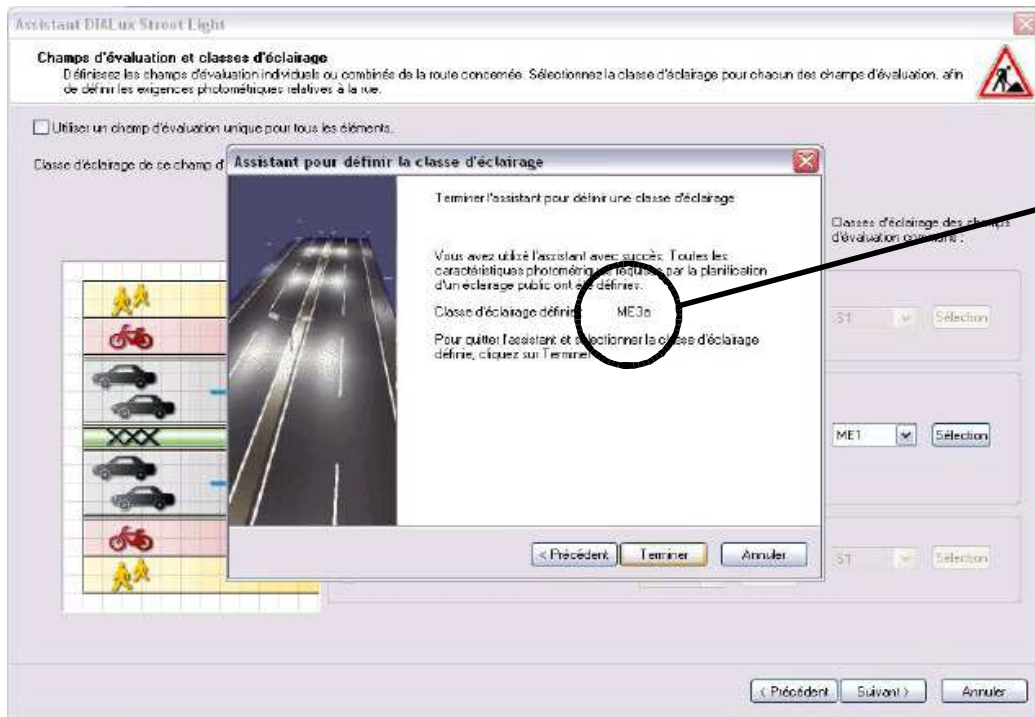 Assistant DIALux Street Light
Champs d'évaluation et classes d'éclairage
Définissez les champs d'évaluation individuels ou combinés de la route concernée. Sélectionnez la classe d'éclairage pour chacun des champs d'évaluation, afin
de définir les exigences photométriques relatives à la rue.
Utiliser un champ d'évaluation unique pour tous les éléments.
Classe d'éclairage de ce champ d'
Assistant pour définir la classe d'éclairage
Terminer l'assistant pour définir une classe d'éclairage
Classes d'éclairage des champs
d'évaluation communs :
Vous avez utilisé l'assistant avec succès. Toutes les
caractéristiques photométriques requises par la planification
d'un éclairage public ont été définies.
Classe d'éclairage définie ME3a
S1 Sélection
Pour quitter l'assistant et sélectionner la classe d'éclairage
définie, cliquez sur Terminer
ME1 Sélection
< Précédent Terminer Annuler
S1 Sélection
< Précédent Suivant > Annuler